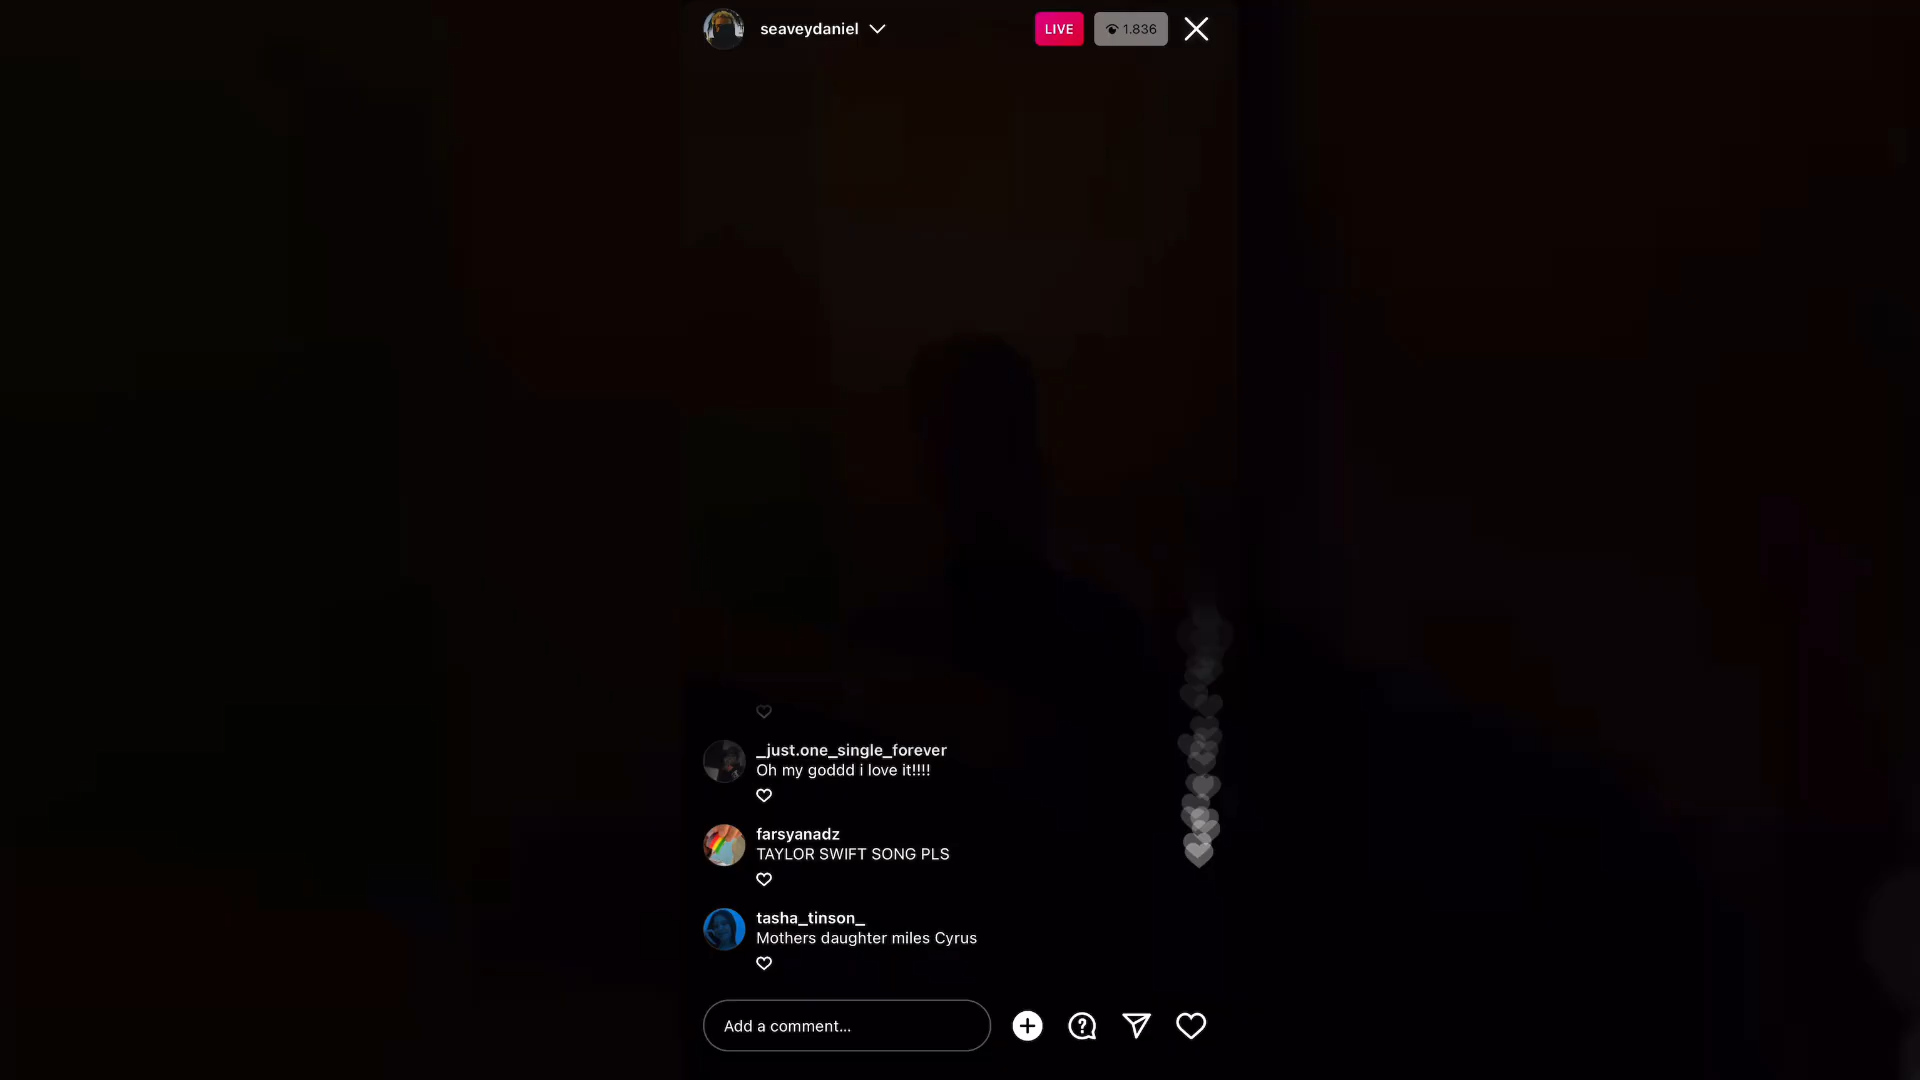 seaveydaniel
LIVE
1.836
_just.one_single_forever
Oh my goddd i love it!!!!
farsyanadz
TAYLOR SWIFT SONG PLS
tasha_tinson_
Mothers daughter miles Cyrus
Add a comment...